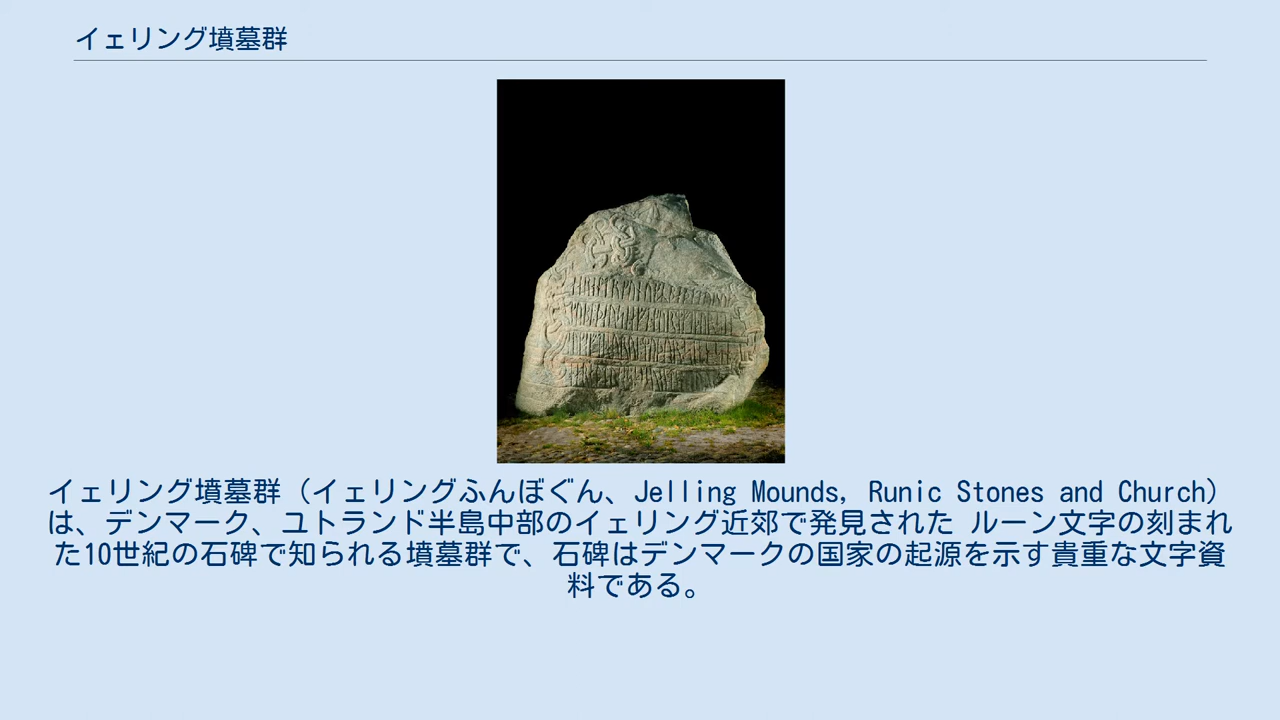 イェリング墳墓群
イェリング墳墓群（イェリングふんぼぐん、Jelling Mounds, Runic Stones and Church）
は、デンマーク、ユトランド半島中部のイェリング近郊で発見された ルーン文字の刻まれ
た10世紀の石碑で知られる墳墓群で、石碑はデンマークの国家の起源を示す貴重な文字資
料である。